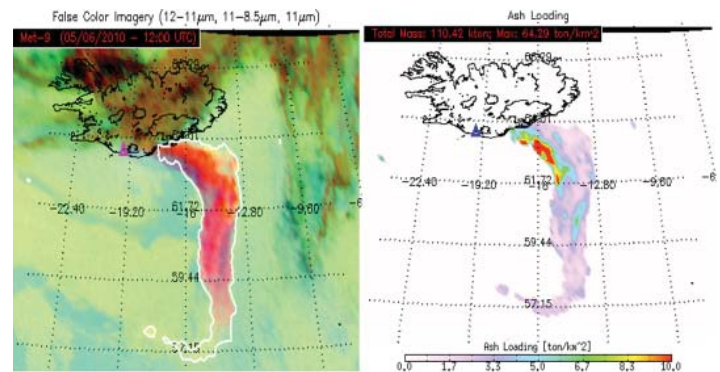 False Color Imagery (12-11μm, 11-8.5μm, 11μm)
Met-9 (05/06/2010 - 12:00 UTC)
-22.40
-19.20
-16
-12.80
-9.60
61.72
59.44
57.15
Ash Loading
Total Mass: 110.42 kten; Max: 64.29 ton/km^2
-22.40
-19.20
-16
-12.80
-9.60
61.72
59.44
57.15
Ash Loading [ton/km^2]
0.0 1.7 3.3 5.0 6.7 8.3 10.0